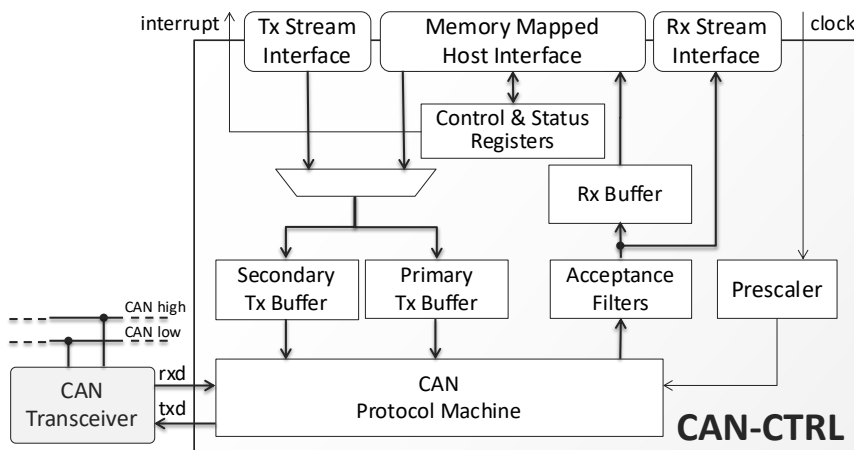 interrupt
Tx Stream
Interface
Memory Mapped
Host Interface
Rx Stream
Interface
clock
Control & Status
Registers
Rx Buffer
Secondary
Tx Buffer
Primary
Tx Buffer
Acceptance
Filters
Prescaler
CAN high
CAN low
CAN
Transceiver
rxd
txd
CAN
Protocol Machine
CAN-CTRL